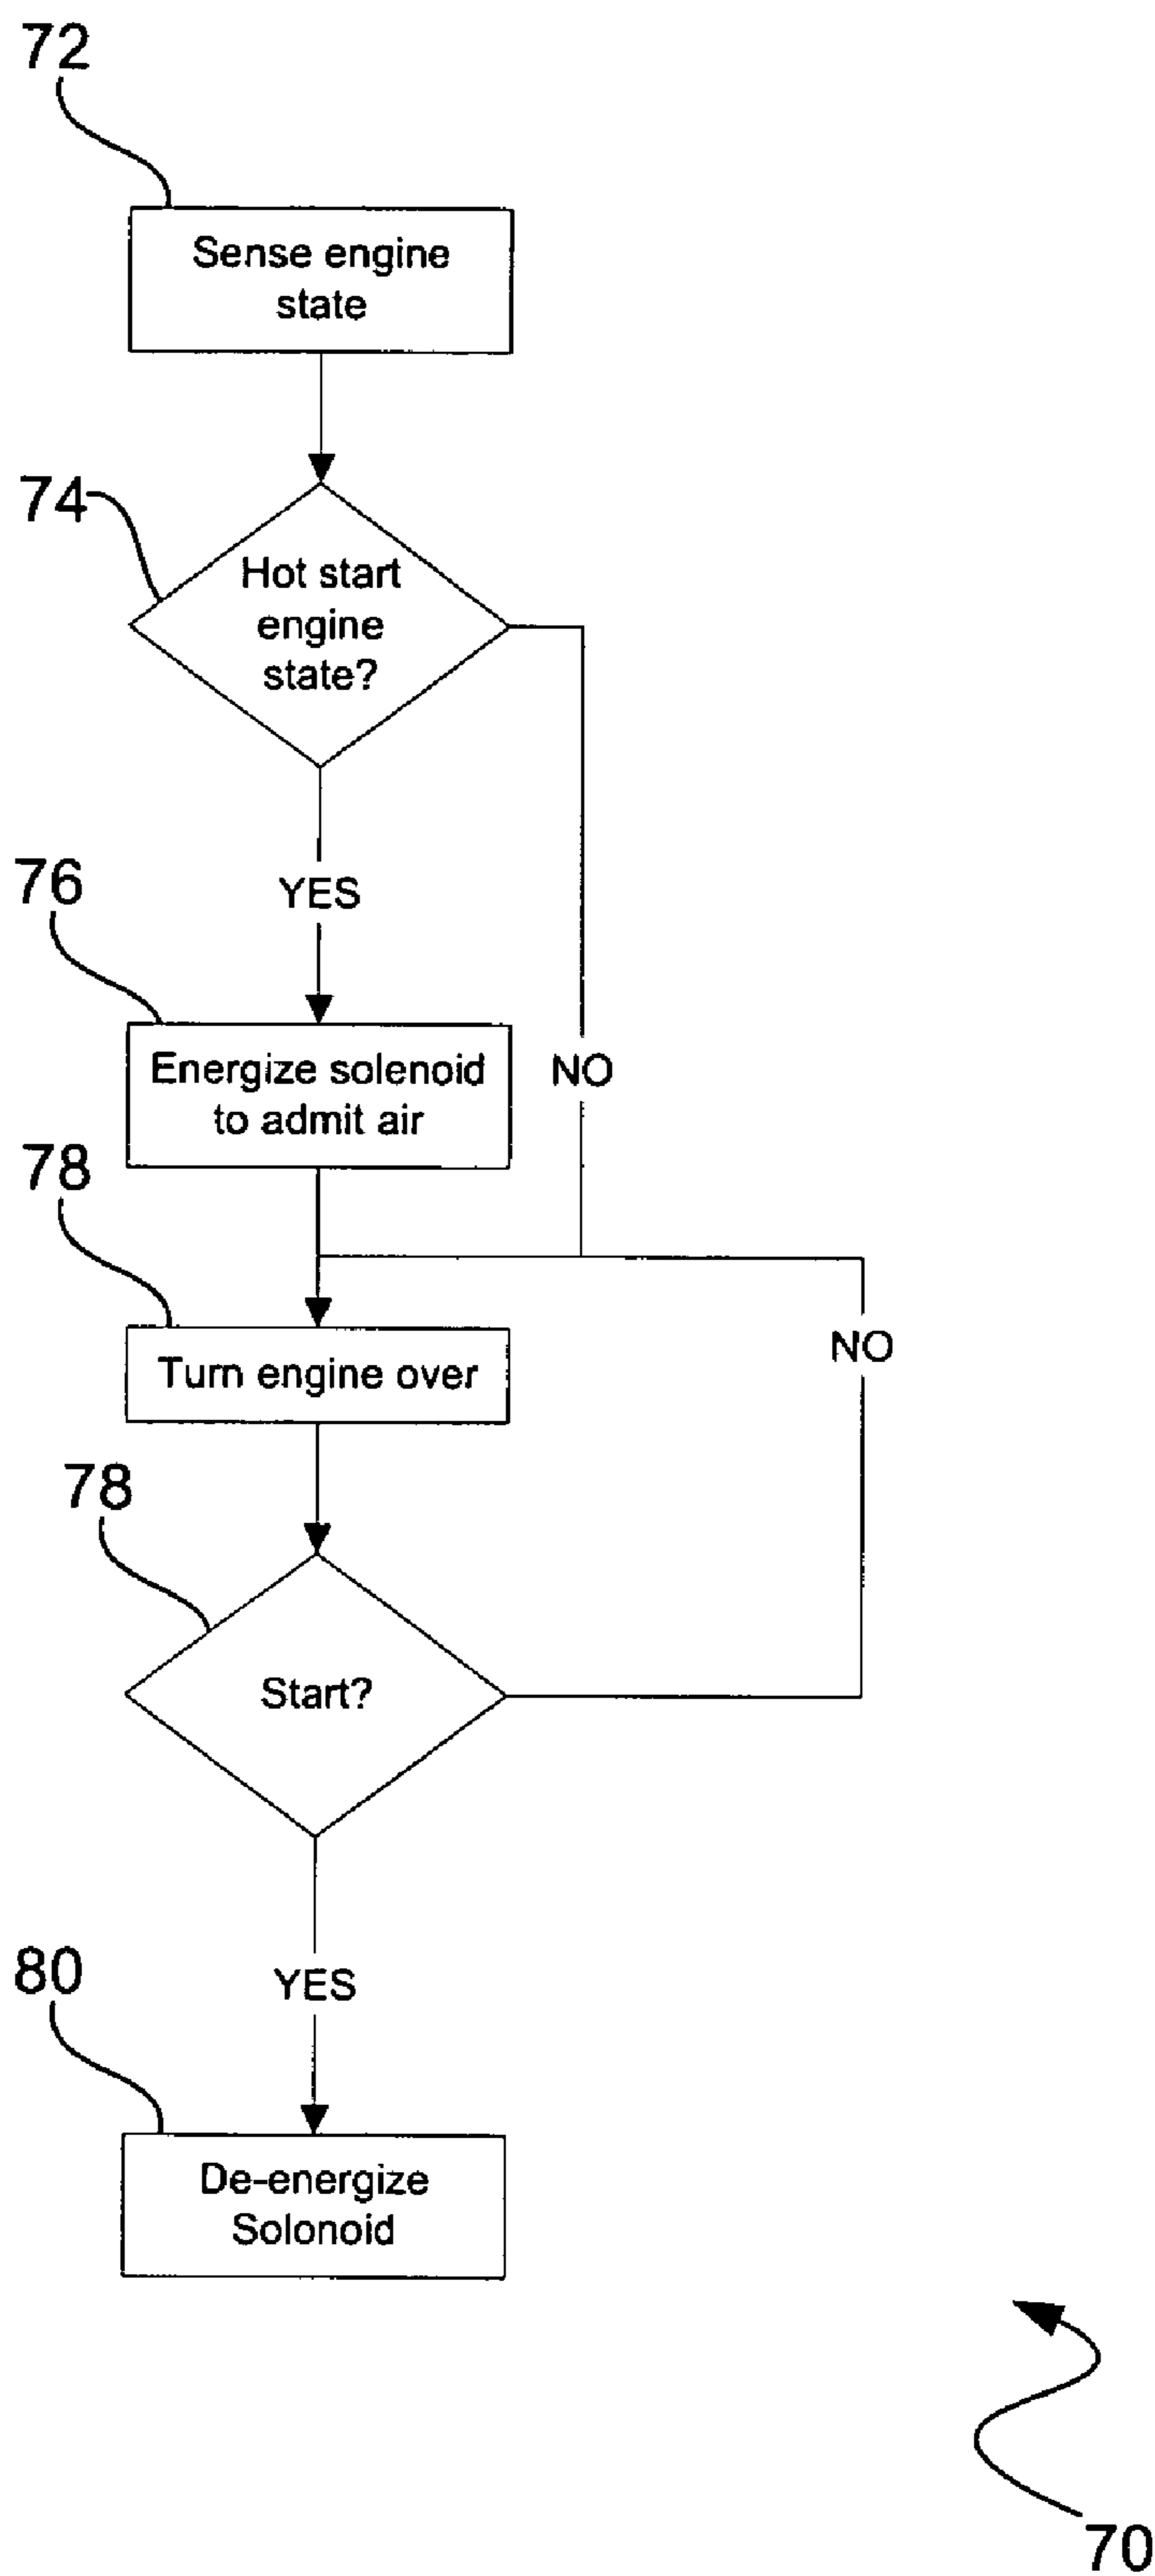 72
Sense engine
state
74
Hot start
engine
state?
YES
76
Energize solenoid
to admit air
NO
78
Turn engine over
NO
78
Start?
YES
80
De-energize
Solonoid
70